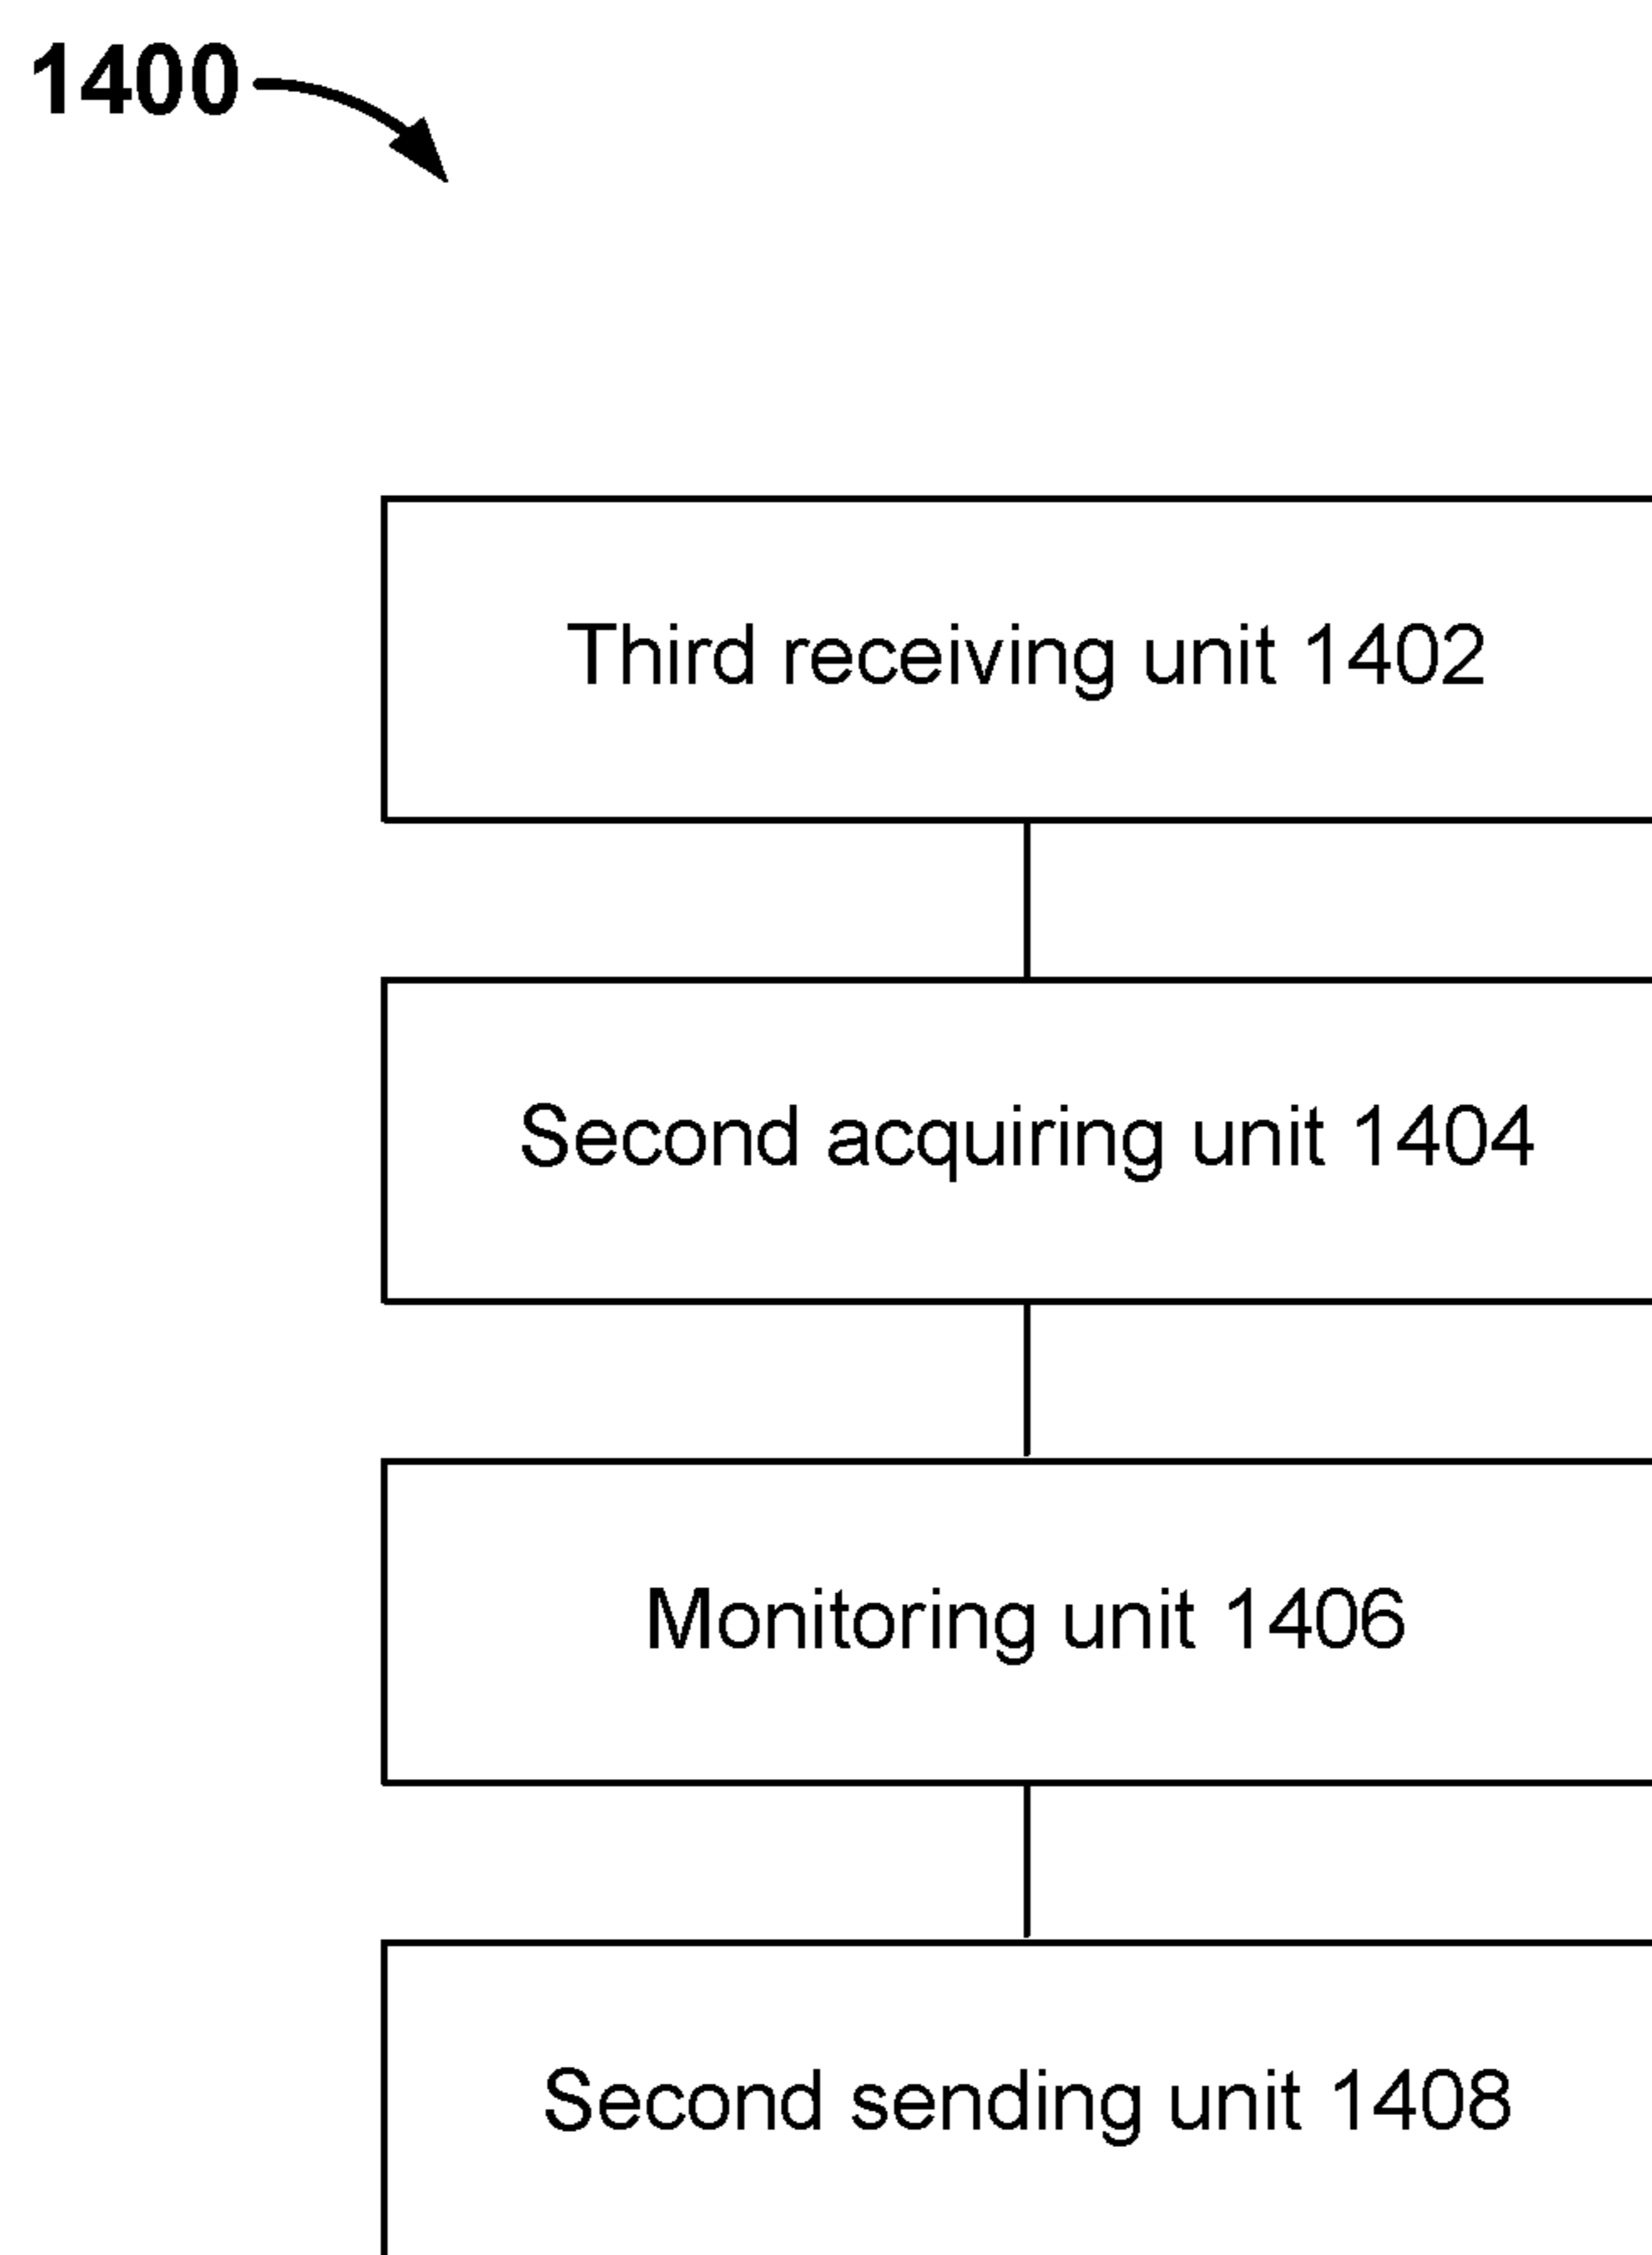 1400
Third receiving unit 1402
Second acquiring unit 1404
Monitoring unit 1406
Second sending unit 1408